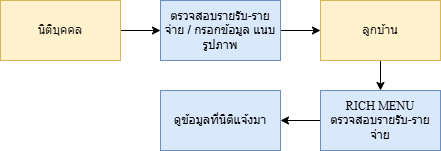 นิติบุคคล
ตรวจสอบรายรับ-ราย
จ่าย / กรอกข้อมูล แนบ
รูปภาพ
ลูกบ้าน
RICH MENU
ตรวจสอบรายรับ-ราย
จ่าย
ดูข้อมูลที่นิติแจ้งมา